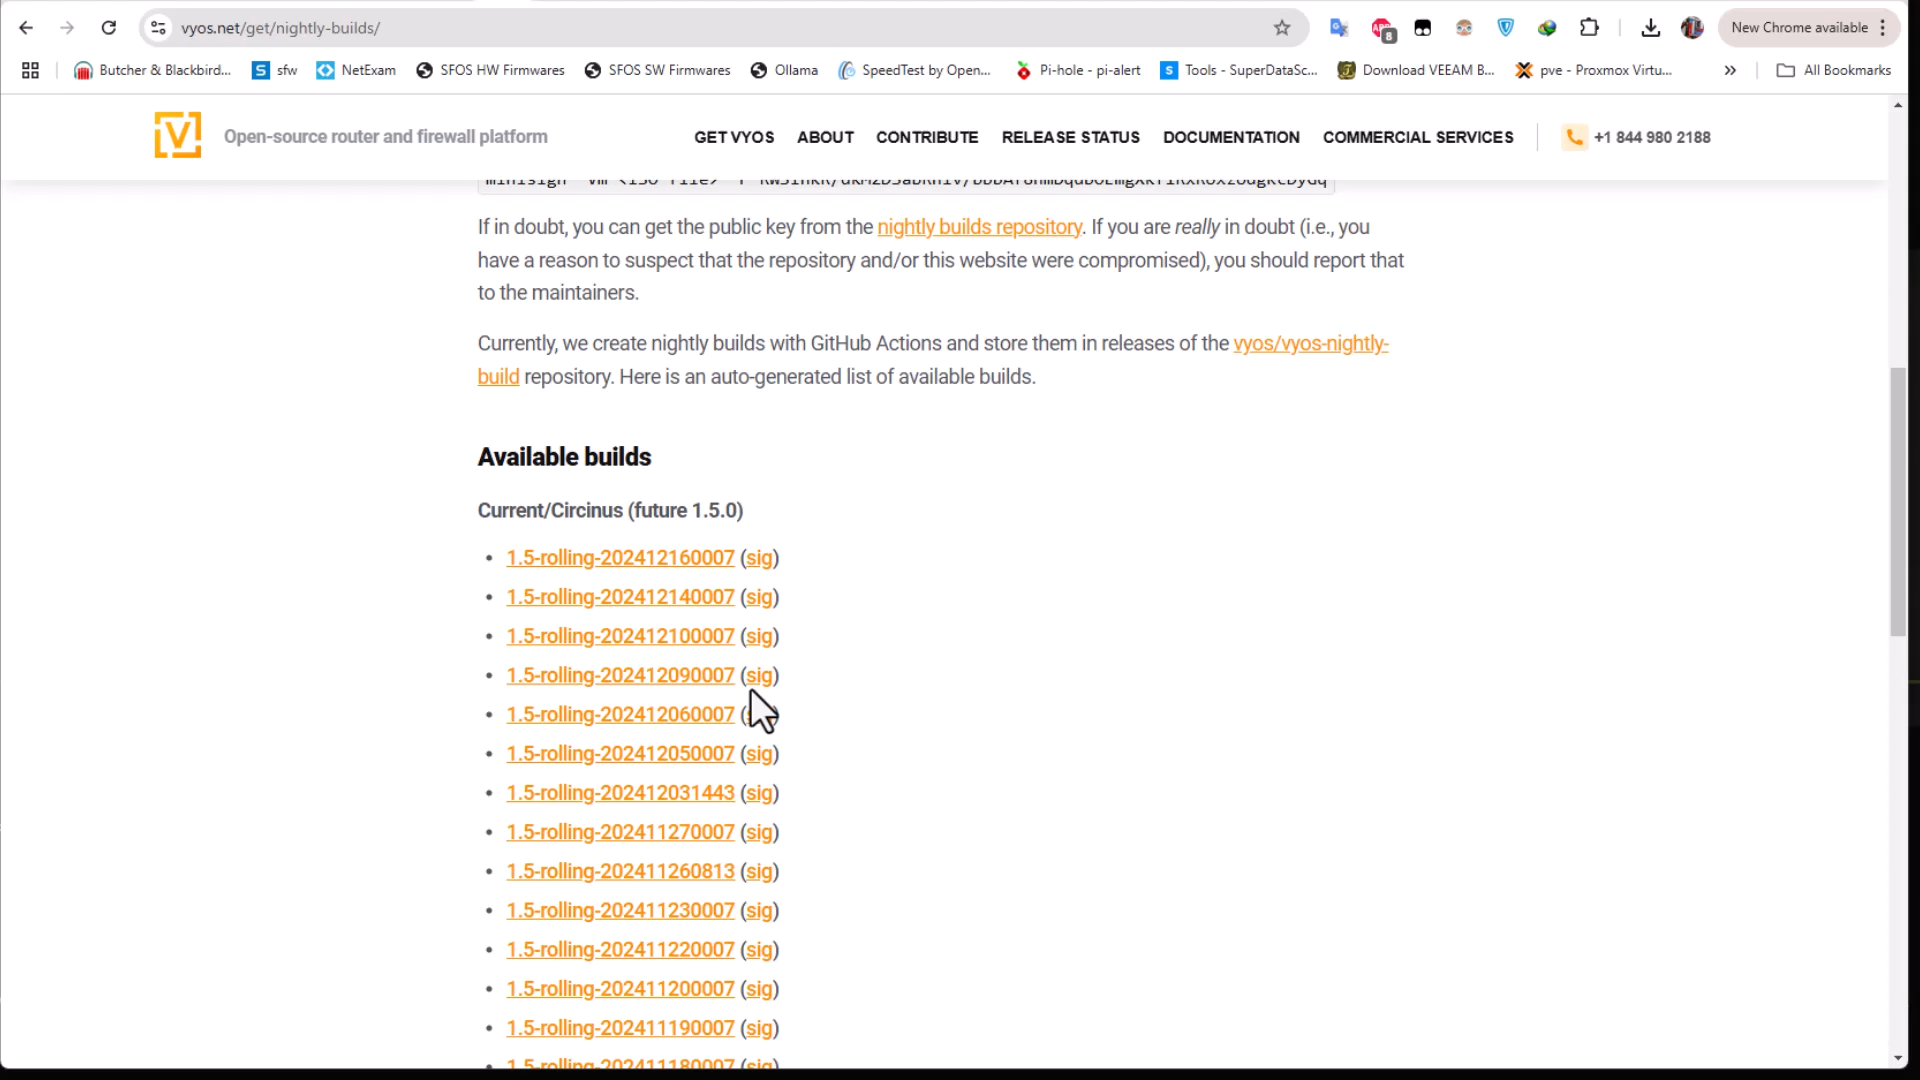 vyos.net/get/nightly-builds/
8
New Chrome available
Butcher & Blackbird...
sfw
NetExam
SFOS HW Firmwares
SFOS SW Firmwares
Ollama
SpeedTest by Open...
Pi-hole - pi-alert
Tools - SuperDataSc...
Download VEEAM B...
pve - Proxmox Virtu...
All Bookmarks
Open-source router and firewall platform
GET VYOS
ABOUT
CONTRIBUTE
RELEASE STATUS
DOCUMENTATION
COMMERCIAL SERVICES
+1 844 980 2188
If in doubt, you can get the public key from the nightly builds repository. If you are really in doubt (i.e., you
have a reason to suspect that the repository and/or this website were compromised), you should report that
to the maintainers.
Currently, we create nightly builds with GitHub Actions and store them in releases of the vyos/vyos-nightly-
build repository. Here is an auto-generated list of available builds.
Available builds
Current/Circinus (future 1.5.0)
• 1.5-rolling-202412160007 (sig)
• 1.5-rolling-202412140007 (sig)
• 1.5-rolling-202412100007 (sig)
• 1.5-rolling-202412090007 (sig)
• 1.5-rolling-202412060007
• 1.5-rolling-202412050007 (sig)
• 1.5-rolling-202412031443 (sig)
• 1.5-rolling-202411270007 (sig)
• 1.5-rolling-202411260813 (sig)
• 1.5-rolling-202411230007 (sig)
• 1.5-rolling-202411220007 (sig)
• 1.5-rolling-202411200007 (sig)
• 1.5-rolling-202411190007 (sig)
• 1.5-rolling-202411180007 (sig)